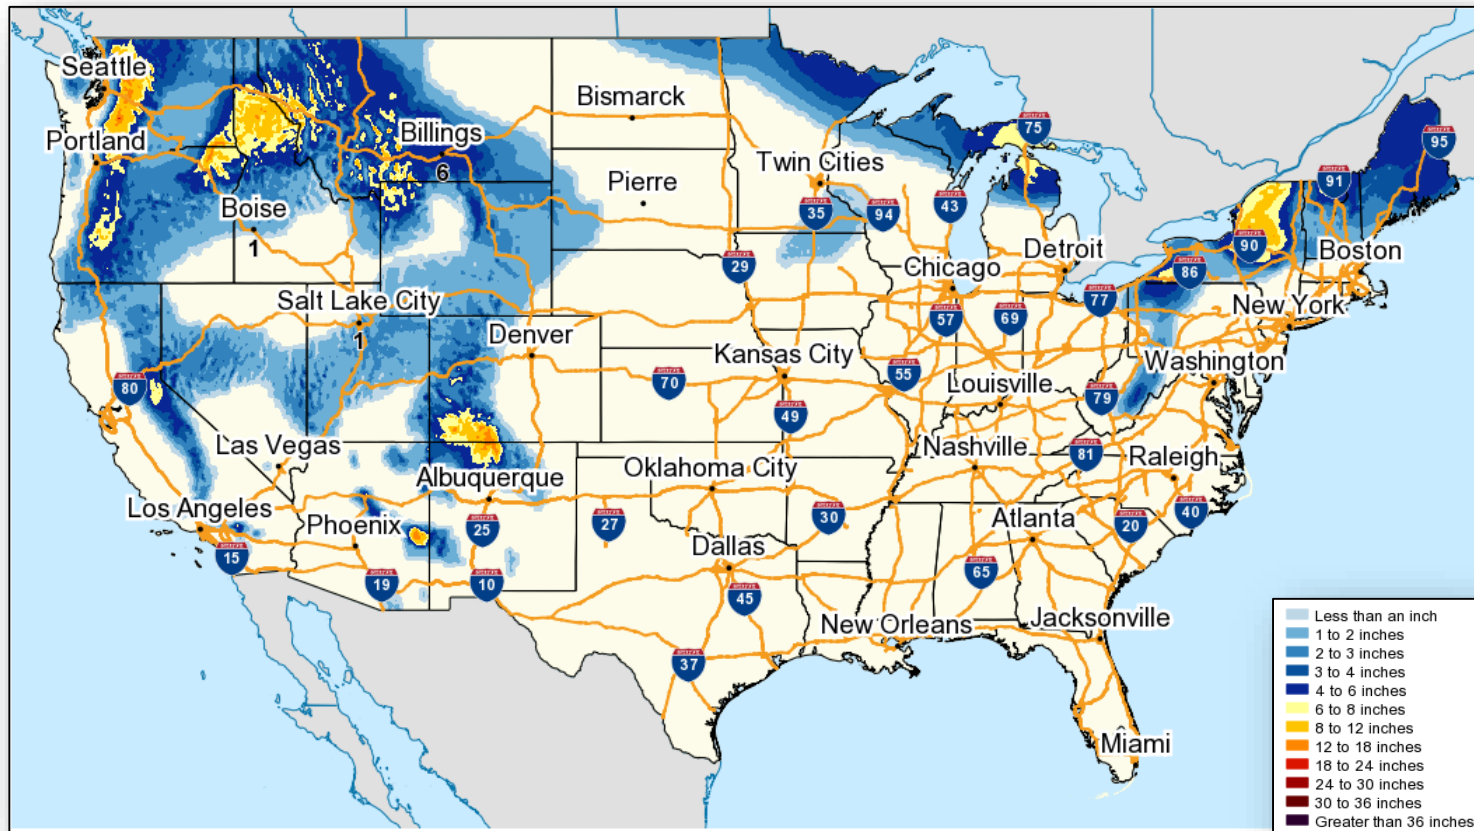 Seattle
Bismarck
75
Portland
Billings
95
6
Twin Cities
Pierre
91
Boise
35
94
43
1
90
Boston
Detroit
29
Chicago
86
Salt Lake City
77
New York
1
Denver
57
69
Kansas City
Washington
80
70
55
Louisville
79
49
Las Vegas
Nashville
81
Raleigh
Albuquerque
Oklahoma City
Los Angeles
Phoenix
25
27
30
Atlanta
20
40
15
Dallas
19
10
65
45
New Orleans
Jacksonville
37
Miami
Less than an inch
1 to 2 inches
2 to 3 inches
3 to 4 inches
4 to 6 inches
6 to 8 inches
8 to 12 inches
12 to 18 inches
18 to 24 inches
24 to 30 inches
30 to 36 inches
Greater than 36 inches